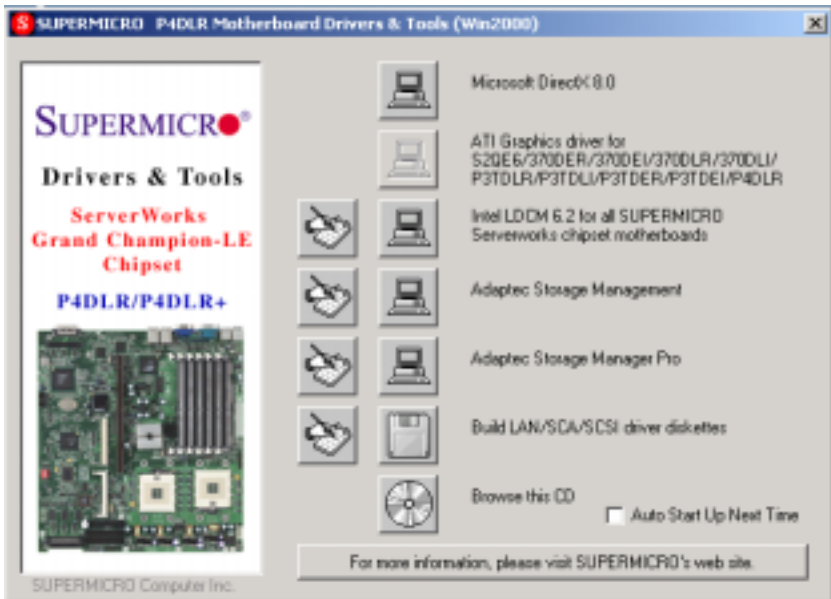 SUPERMICRO P4DLR Motherboard Drivers & Tools (Win2000)
SUPERMICRO®
Drivers & Tools
ServerWorks
Grand Champion-LE
Chipset
P4DLR/P4DLR+
SUPERMICRO Computer Inc.
Microsoft DirectX 8.0
ATI Graphics driver for
S2QE6/370DER/370DEI/370DLR/370DLI/
P3TDLR/P3TDLI/P3TDER/P3TDEI/P4DLR
Intel LDCM 6.2 for all SUPERMICRO
Serverworks chipset motherboards
Adaptec Storage Management
Adaptec Storage Manager Pro
Build LAN/SCA/SCSI driver diskettes
Browse this CD
Auto Start Up Next Time
For more information, please visit SUPERMICRO's web site.